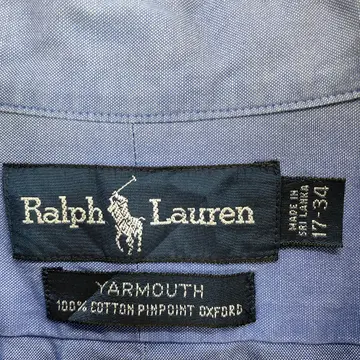 Ralph Lauren
MADE IN
SRI LANKA
17-34
YARMOUTH
100% COTTON PINPOINT OXFORD